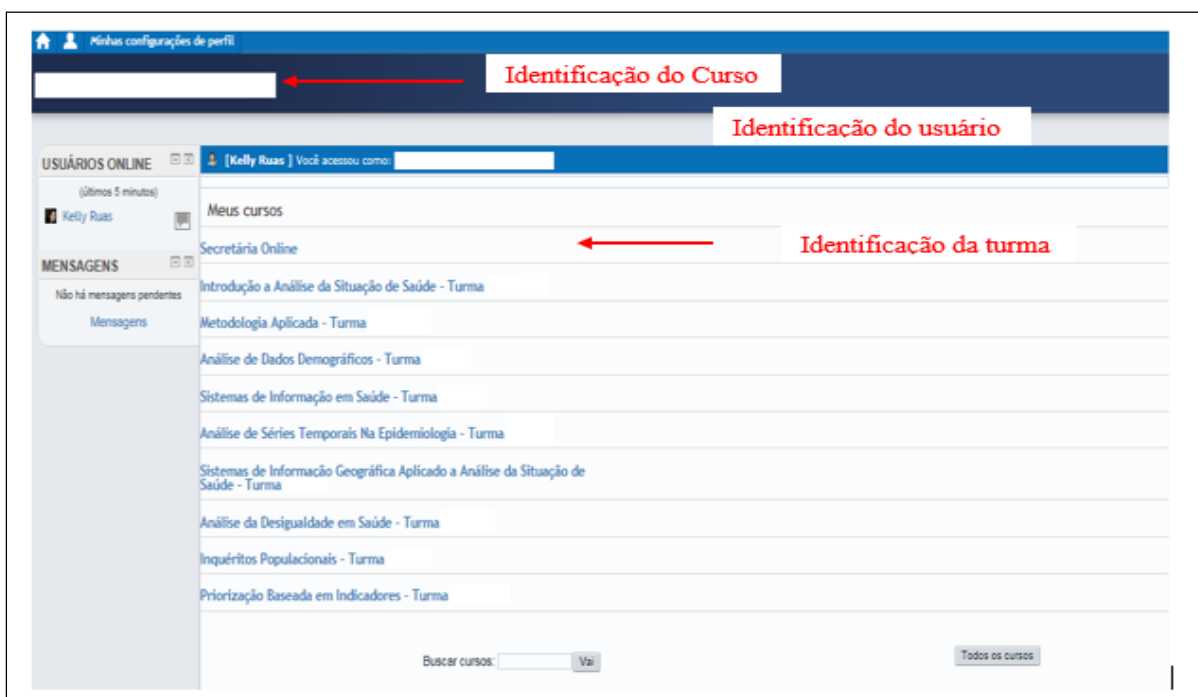 Minhas configurações de perfil
Identificação do Curso
Identificação do usuário
USUÁRIOS ONLINE
(últimos 5 minutos)
Kelly Ruas
MENSAGENS
Não há mensagens pendentes
Mensagens
[Kelly Ruas ] Você acessou como:
Meus cursos
Secretária Online
Identificação da turma
Introdução a Análise da Situação de Saúde - Turma
Metodologia Aplicada - Turma
Análise de Dados Demográficos - Turma
Sistemas de Informação em Saúde - Turma
Análise de Séries Temporais Na Epidemiologia - Turma
Sistemas de Informação Geográfica Aplicado a Análise da Situação de
Saúde - Turma
Análise da Desigualdade em Saúde - Turma
Inquéritos Populacionais - Turma
Priorização Baseada em Indicadores - Turma
Buscar cursos: Vai
Todos os cursos